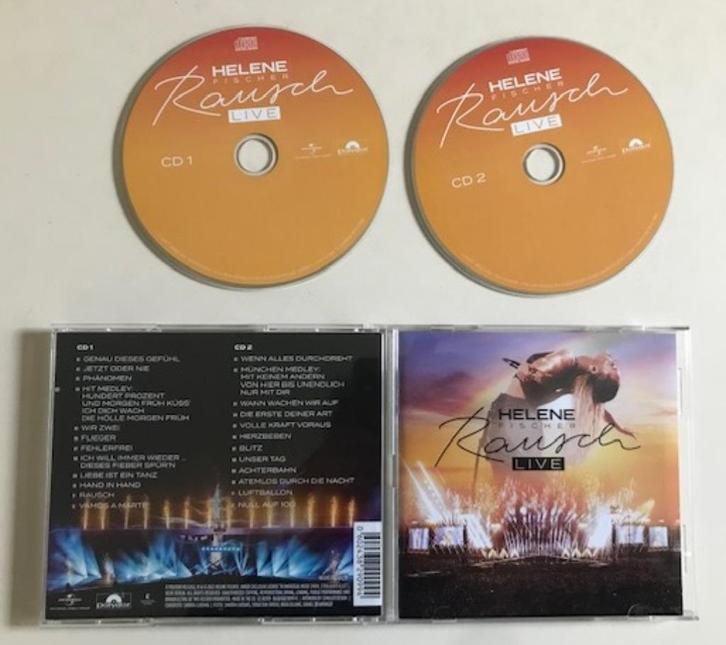 HELENE
FISCHER
Rausch
LIVE
CD 1
HELENE
FISCHER
Rausch
LIVE
CD 2
CD 1
GENAU DIESES GEFÜHL
JETZT ODER NIE
PHÄNOMEN
HIT MEDLEY:
HUNDERT PROZENT
UND MORGEN FRÜH KÜSS'
ICH DICH WACH
DIE HÖLLE MORGEN FRÜH
WIR ZWEI
FLIEGER
FEHLERFREI
ICH WILL IMMER WIEDER ...
DIESES FIEBER SPÜR'N
LIEBE IST EIN TANZ
HAND IN HAND
RAUSCH
VAMOS A MARTE
CD 2
WENN ALLES DURCHDREHT
MÜNCHEN MEDLEY:
MIT KEINEM ANDERN
VON HIER BIS UNENDLICH
NUR MIT DIR
WANN WACHEN WIR AUF
DIE ERSTE DEINER ART
VOLLE KRAFT VORAUS
HERZBEBEN
BLITZ
UNSER TAG
ACHTERBAHN
ATEMLOS DURCH DIE NACHT
LUFTBALLON
NULL AUF 100
HELENE
FISCHER
Rausch
LIVE